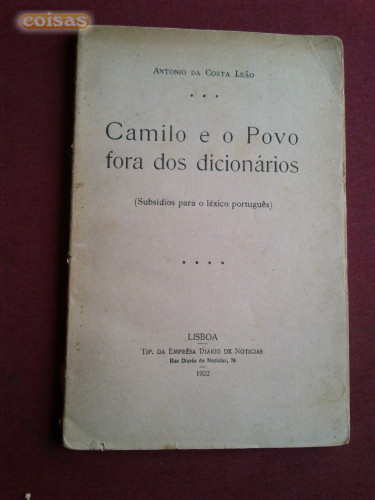 coisas
ANTONIO DA COSTA LEÃO
Camilo e o Povo
fora dos dicionários
(Subsídios para o léxico português)
LISBOA
TIP. DA EMPRÊSA DIARIO DE NOTICIAS
Rua Diario de Noticias, 78
1922